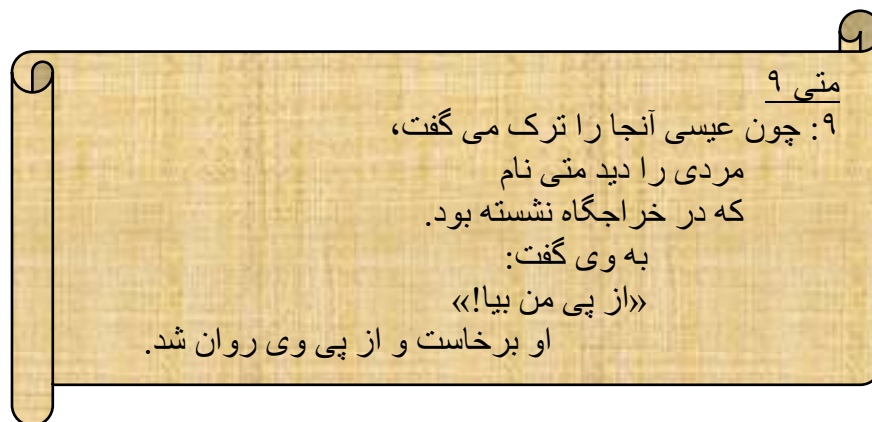 متی ۹
۹: چون عیسی آنجا را ترک می گفت،
مردی را دید متی نام
که در خراجگاه نشسته بود.
به وی گفت:
«از پی من بیا!»
او برخاست و از پی وی روان شد.